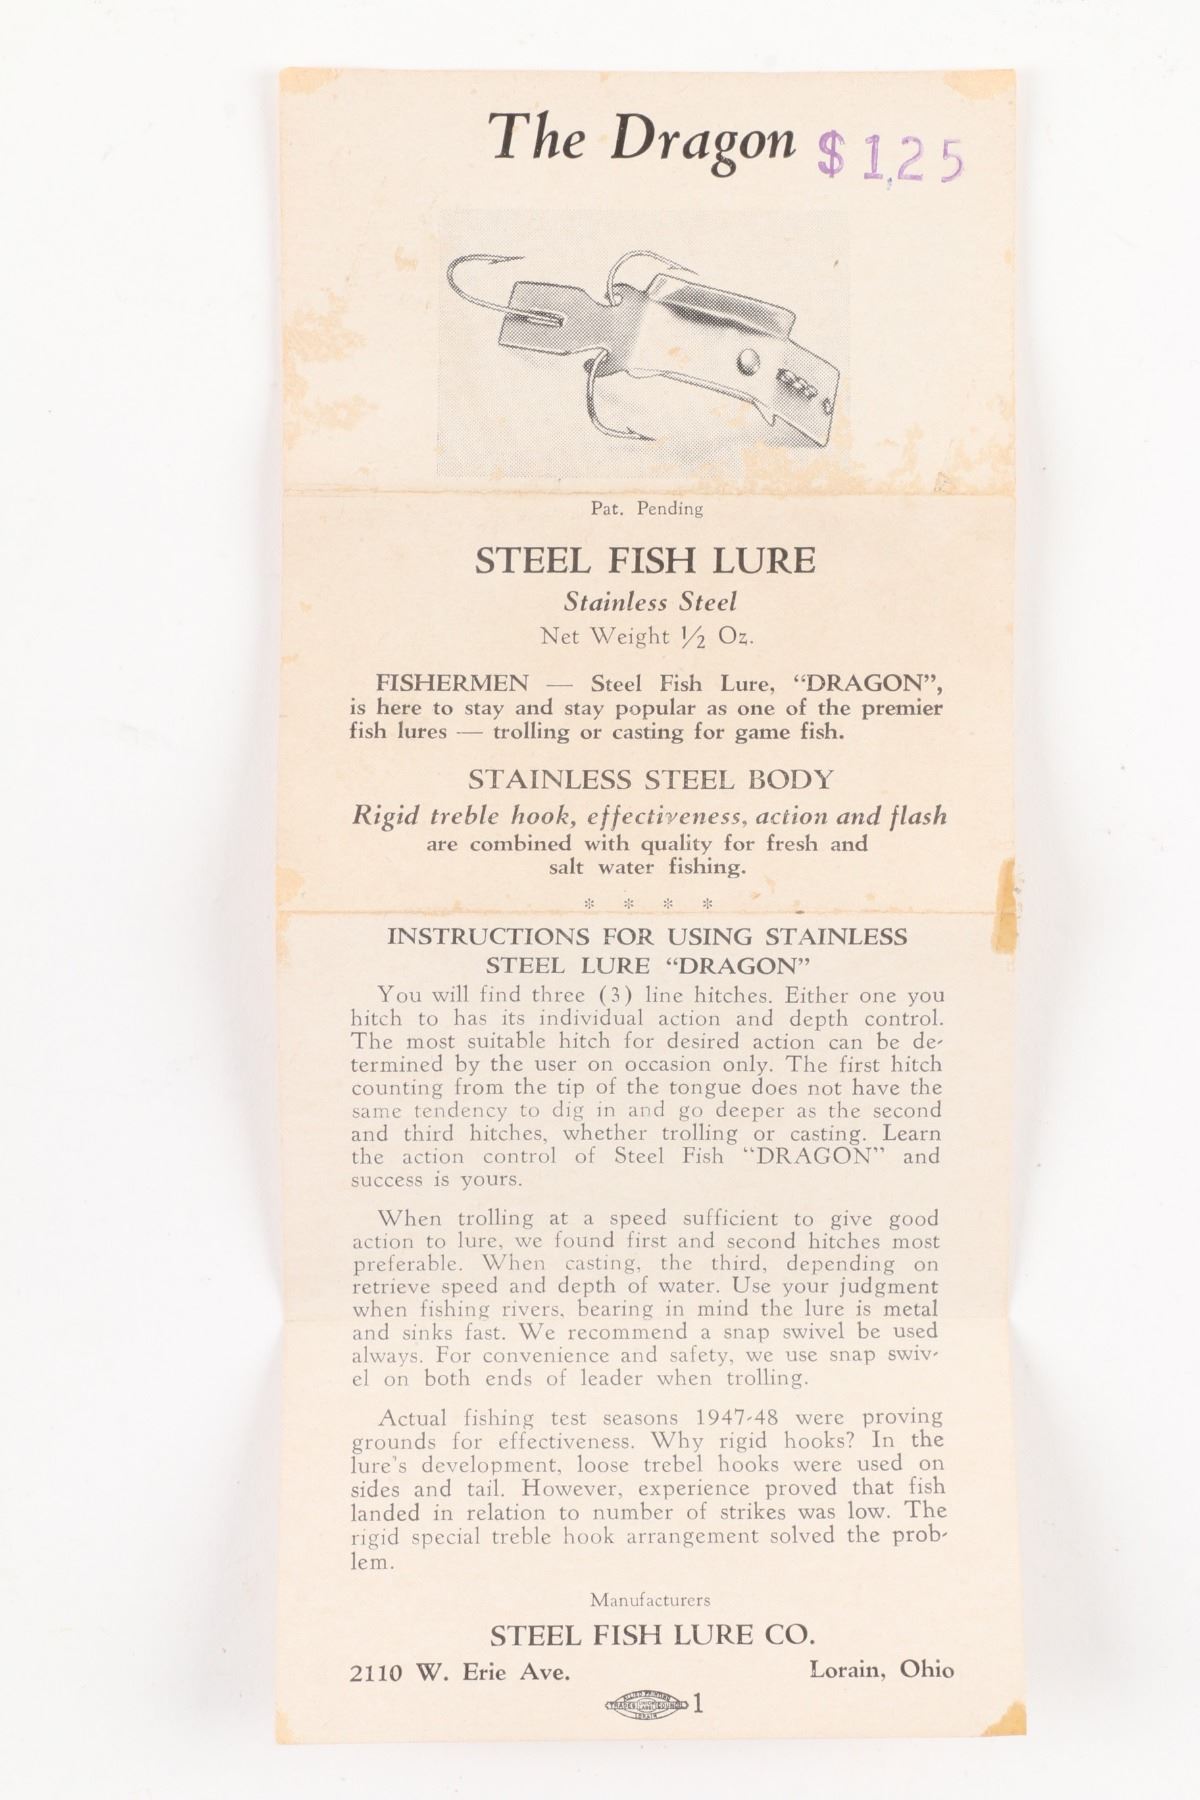 The Dragon $1.25
Pat. Pending
STEEL FISH LURE
Stainless Steel
Net Weight ½ Oz.
FISHERMEN — Steel Fish Lure, “DRAGON”,
is here to stay and stay popular as one of the premier
fish lures — trolling or casting for game fish.
STAINLESS STEEL BODY
Rigid treble hook, effectiveness, action and flash
are combined with quality for fresh and
salt water fishing.
* * * *
INSTRUCTIONS FOR USING STAINLESS
STEEL LURE “DRAGON”
You will find three (3) line hitches. Either one you
hitch to has its individual action and depth control.
The most suitable hitch for desired action can be de-
termined by the user on occasion only. The first hitch
counting from the tip of the tongue does not have the
same tendency to dig in and go deeper as the second
and third hitches, whether trolling or casting. Learn
the action control of Steel Fish “DRAGON” and
success is yours.
When trolling at a speed sufficient to give good
action to lure, we found first and second hitches most
preferable. When casting, the third, depending on
retrieve speed and depth of water. Use your judgment
when fishing rivers, bearing in mind the lure is metal
and sinks fast. We recommend a snap swivel be used
always. For convenience and safety, we use snap swiv-
el on both ends of leader when trolling.
Actual fishing test seasons 1947-48 were proving
grounds for effectiveness. Why rigid hooks? In the
lure's development, loose trebel hooks were used on
sides and tail. However, experience proved that fish
landed in relation to number of strikes was low. The
rigid special treble hook arrangement solved the prob-
lem.
Manufacturers
STEEL FISH LURE CO.
2110 W. Erie Ave. Lorain, Ohio
ALLIED PRINTING
TRADES UNION LABEL COUNCIL 1
LORAIN